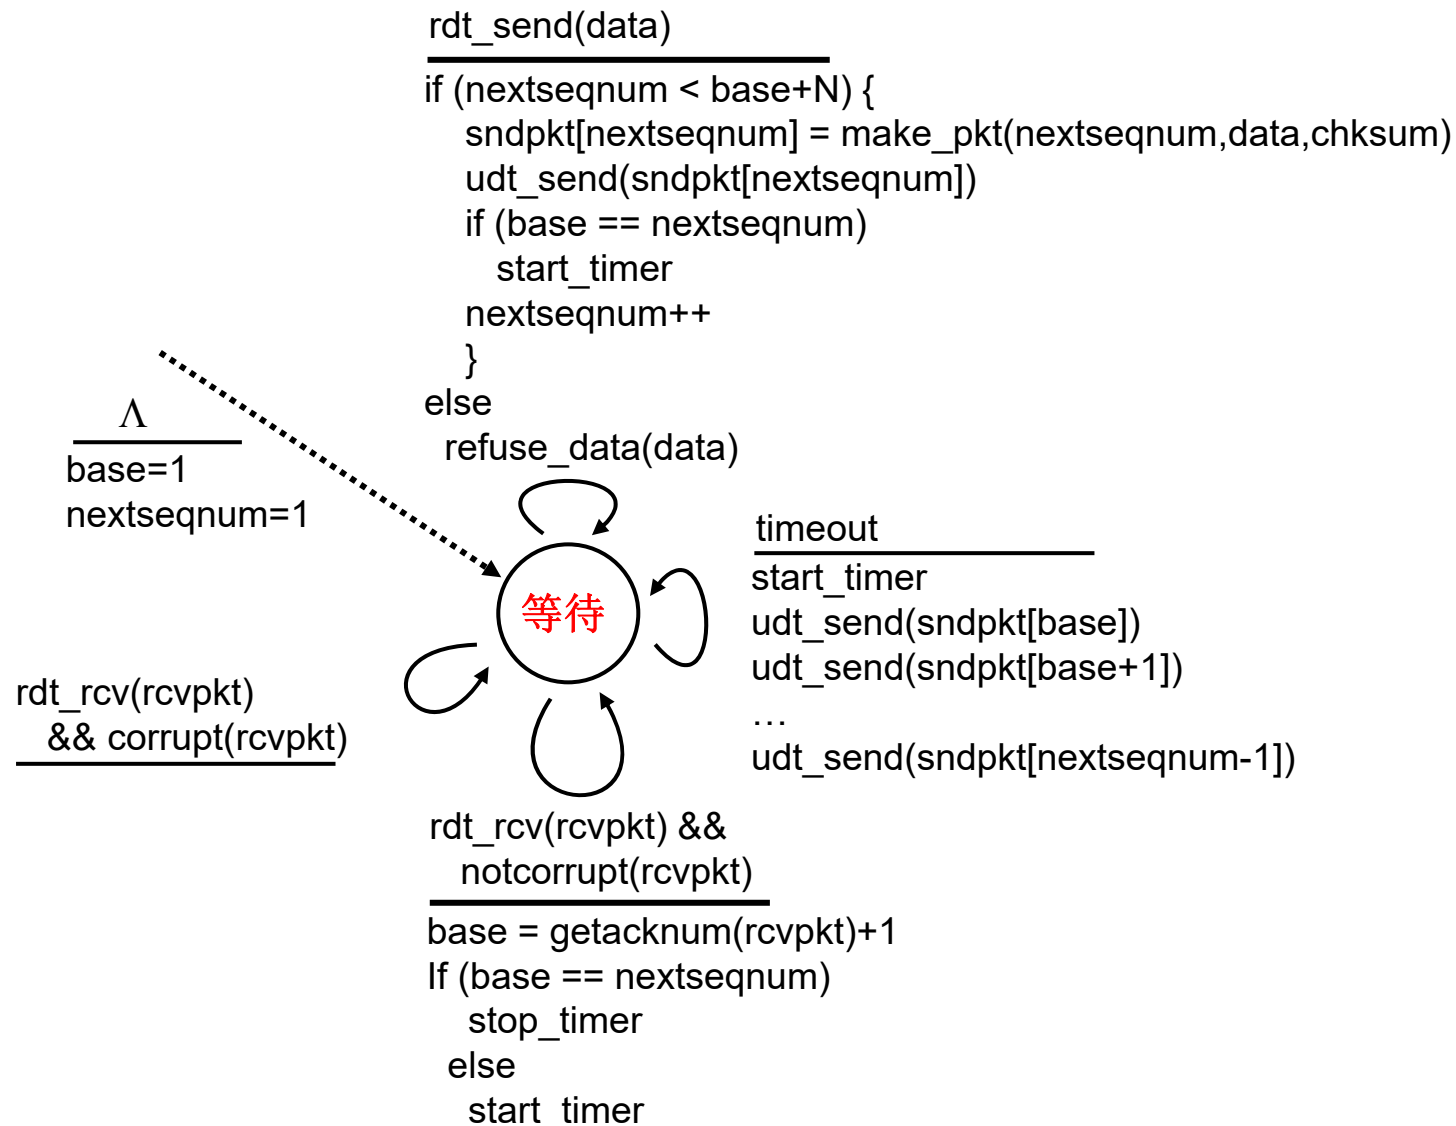 rdt_send(data)
if (nextseqnum < base+N) {
sndpkt[nextseqnum] = make_pkt(nextseqnum,data,chksum)
udt_send(sndpkt[nextseqnum])
if (base == nextseqnum)
start_timer
nextseqnum++
}
else
refuse_data(data)
Λ
base=1
nextseqnum=1
等待
timeout
start_timer
udt_send(sndpkt[base])
udt_send(sndpkt[base+1])
…
udt_send(sndpkt[nextseqnum-1])
rdt_rcv(rcvpkt)
&& corrupt(rcvpkt)
rdt_rcv(rcvpkt) &&
notcorrupt(rcvpkt)
base = getacknum(rcvpkt)+1
If (base == nextseqnum)
stop_timer
else
start_timer